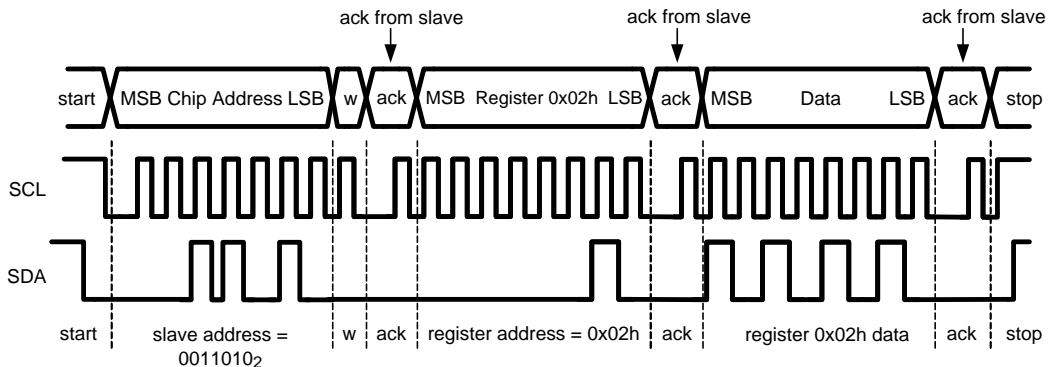 ack from slave ack from slave ack from slave
start MSB Chip Address LSB w ack MSB Register 0x02h LSB ack MSB Data LSB ack stop
SCL
SDA
start slave address = w ack register address = 0x02h ack register 0x02h data ack stop
0011010₂